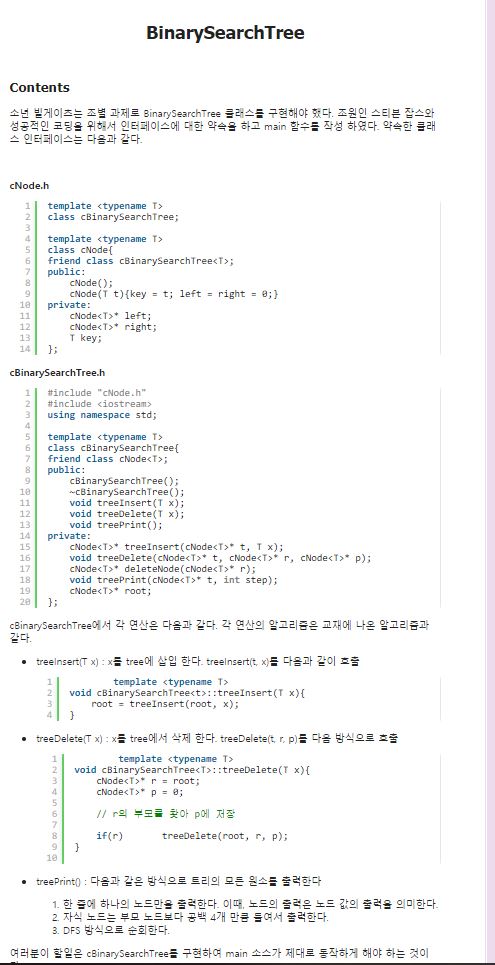 BinarySearchTree
Contents
소년 빌게이츠는 조별 과제로 BinarySearchTree 클래스를 구현해야 했다. 조원인 스티븐 잡스와
성공적인 코딩을 위해서 인터페이스에 대한 약속을 하고 main 함수를 작성 하였다. 약속한 클래
스 인터페이스는 다음과 같다.
cNode.h
1 template <typename T>
2 class cBinarySearchTree;
3
4 template <typename T>
5 class cNode{
6 friend class cBinarySearchTree<T>;
7 public:
8     cNode();
9     cNode(T t){key = t; left = right = 0;}
10 private:
11     cNode<T>* left;
12     cNode<T>* right;
13     T key;
14 };
cBinarySearchTree.h
1 #include "cNode.h"
2 #include <iostream>
3 using namespace std;
4
5 template <typename T>
6 class cBinarySearchTree{
7 friend class cNode<T>;
8 public:
9     cBinarySearchTree();
10     ~cBinarySearchTree();
11     void treeInsert(T x);
12     void treeDelete(T x);
13     void treePrint();
14 private:
15     cNode<T>* treeInsert(cNode<T>* t, T x);
16     void treeDelete(cNode<T>* t, cNode<T>* r, cNode<T>* p);
17     cNode<T>* deleteNode(cNode<T>* r);
18     void treePrint(cNode<T>* t, int step);
19     cNode<T>* root;
20 };
cBinarySearchTree에서 각 연산은 다음과 같다. 각 연산의 알고리즘은 교재에 나온 알고리즘과
같다.
• treeInsert(T x) : x를 tree에 삽입 한다. treeInsert(t, x)를 다음과 같이 호출
1         template <typename T>
2 void cBinarySearchTree<t>::treeInsert(T x){
3     root = treeInsert(root, x);
4 }
• treeDelete(T x) : x를 tree에서 삭제 한다. treeDelete(t, r, p)를 다음 방식으로 호출
1         template <typename T>
2 void cBinarySearchTree<T>::treeDelete(T x){
3     cNode<T>* r = root;
4     cNode<T>* p = 0;
5
6     // r의 부모를 찾아 p에 저장
7
8     if(r)       treeDelete(root, r, p);
9 }
10
• treePrint() : 다음과 같은 방식으로 트리의 모든 원소를 출력한다
1. 한 줄에 하나의 노드만을 출력한다. 이때, 노드의 출력은 노드 값의 출력을 의미한다.
2. 자식 노드는 부모 노드보다 공백 4개 만큼 들여서 출력한다.
3. DFS 방식으로 순회한다.
여러분이 할일은 cBinarySearchTree를 구현하여 main 소스가 제대로 동작하게 해야 하는 것이